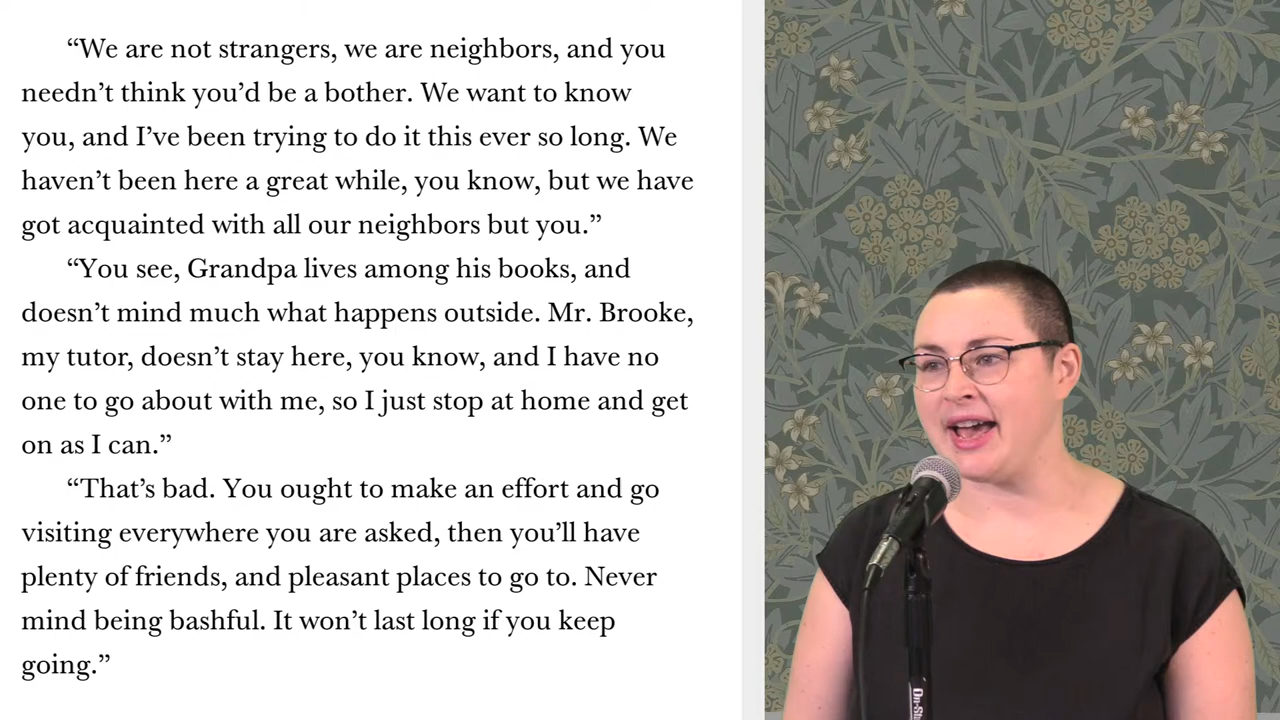 “We are not strangers, we are neighbors, and you
needn’t think you’d be a bother. We want to know
you, and I’ve been trying to do it this ever so long. We
haven’t been here a great while, you know, but we have
got acquainted with all our neighbors but you.”
“You see, Grandpa lives among his books, and
doesn’t mind much what happens outside. Mr. Brooke,
my tutor, doesn’t stay here, you know, and I have no
one to go about with me, so I just stop at home and get
on as I can.”
“That’s bad. You ought to make an effort and go
visiting everywhere you are asked, then you’ll have
plenty of friends, and pleasant places to go to. Never
mind being bashful. It won’t last long if you keep
going.”